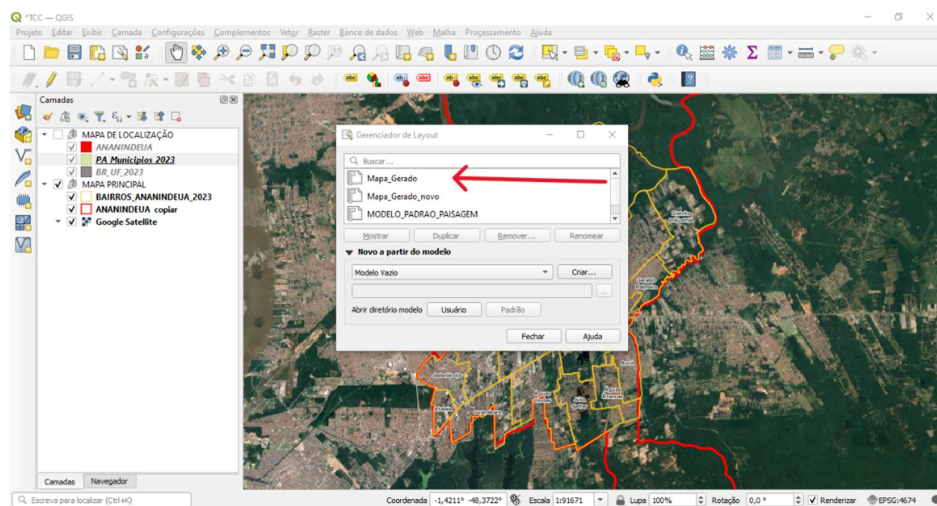 *TCC — QGIS
Projeto Editar Exibir Camada Configurações Complementos Vetor Raster Banco de dados Web Malha Processamento Ajuda
Camadas
MAPA DE LOCALIZAÇÃO
ANANINDEUA
PA_Municipios_2023
BR_UF_2023
MAPA PRINCIPAL
BAIRROS_ANANINDEUA_2023
ANANINDEUA copiar
Google Satellite
Gerenciador de Layout
Buscar...
Mapa_Gerado
Mapa_Gerado_novo
MODELO_PADRAO_PAISAGEM
Mostrar Duplicar Remover... Renomear
Novo a partir do modelo
Modelo Vazio Criar...
...
Abrir diretório modelo Usuário Padrão
Fechar Ajuda
Camadas Navegador
Escreva para localizar (Ctrl+K) Coordenada -1,4211° -48,3722° Escala 1:91671 Lupa 100% Rotação 0,0 ° Renderizar EPSG:4674